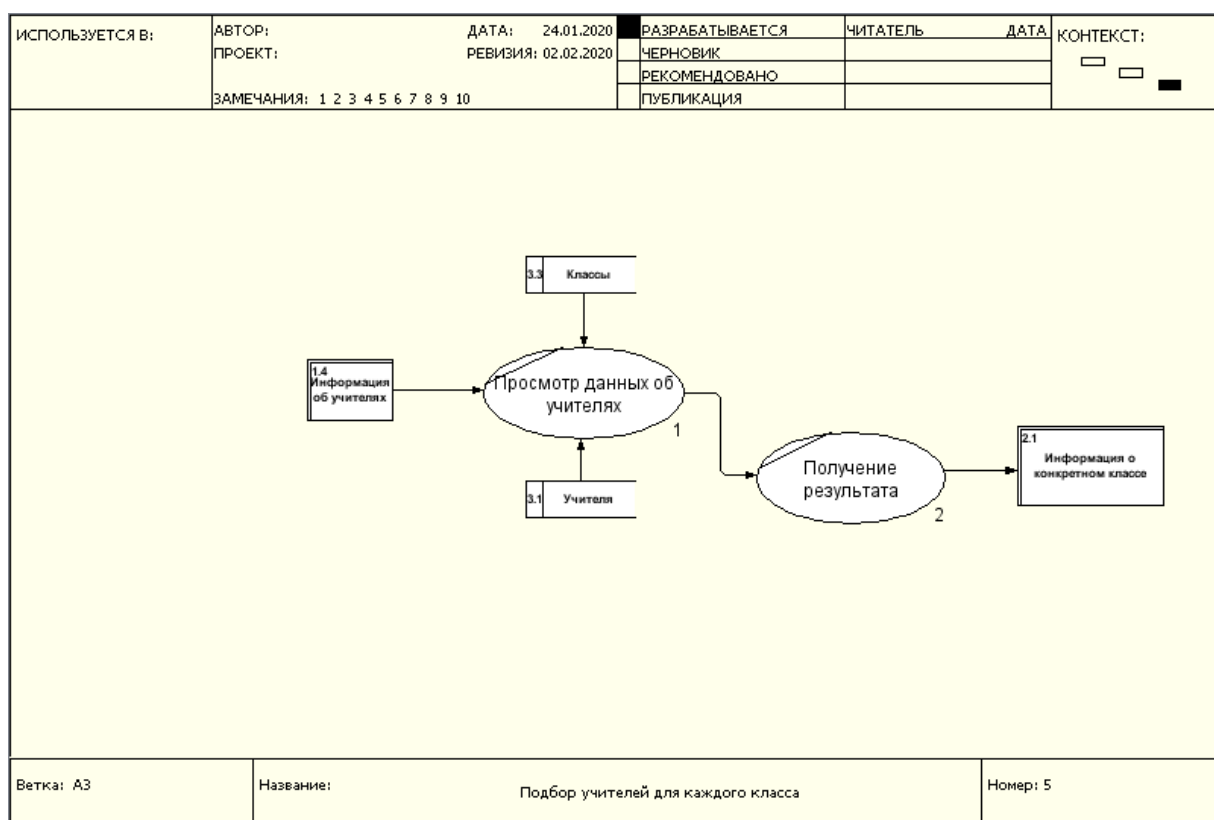 ИСПОЛЬЗУЕТСЯ В:
АВТОР:
ДАТА: 24.01.2020
ПРОЕКТ:
РЕВИЗИЯ: 02.02.2020
ЗАМЕЧАНИЯ: 1 2 3 4 5 6 7 8 9 10
РАЗРАБАТЫВАЕТСЯ
ЧЕРНОВИК
РЕКОМЕНДОВАНО
ПУБЛИКАЦИЯ
ЧИТАТЕЛЬ ДАТА
КОНТЕКСТ:
3.3 Классы
1.4
Информация
об учителях
Просмотр данных об
учителях
1
3.1 Учителя
Получение
результата
2
2.1
Информация о
конкретном классе
Ветка: A3
Название:
Подбор учителей для каждого класса
Номер: 5